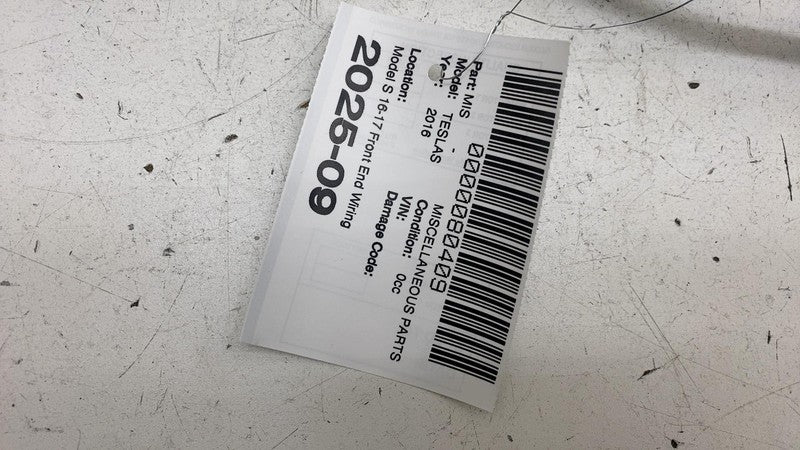 0000080409
Part: MIS - MISCELLANEOUS PARTS
Model: TESLAS Condition: 0cc
Year: 2016 VIN:
Location: Damage Code:
Model S 16-17 Front End Wiring
2025-09